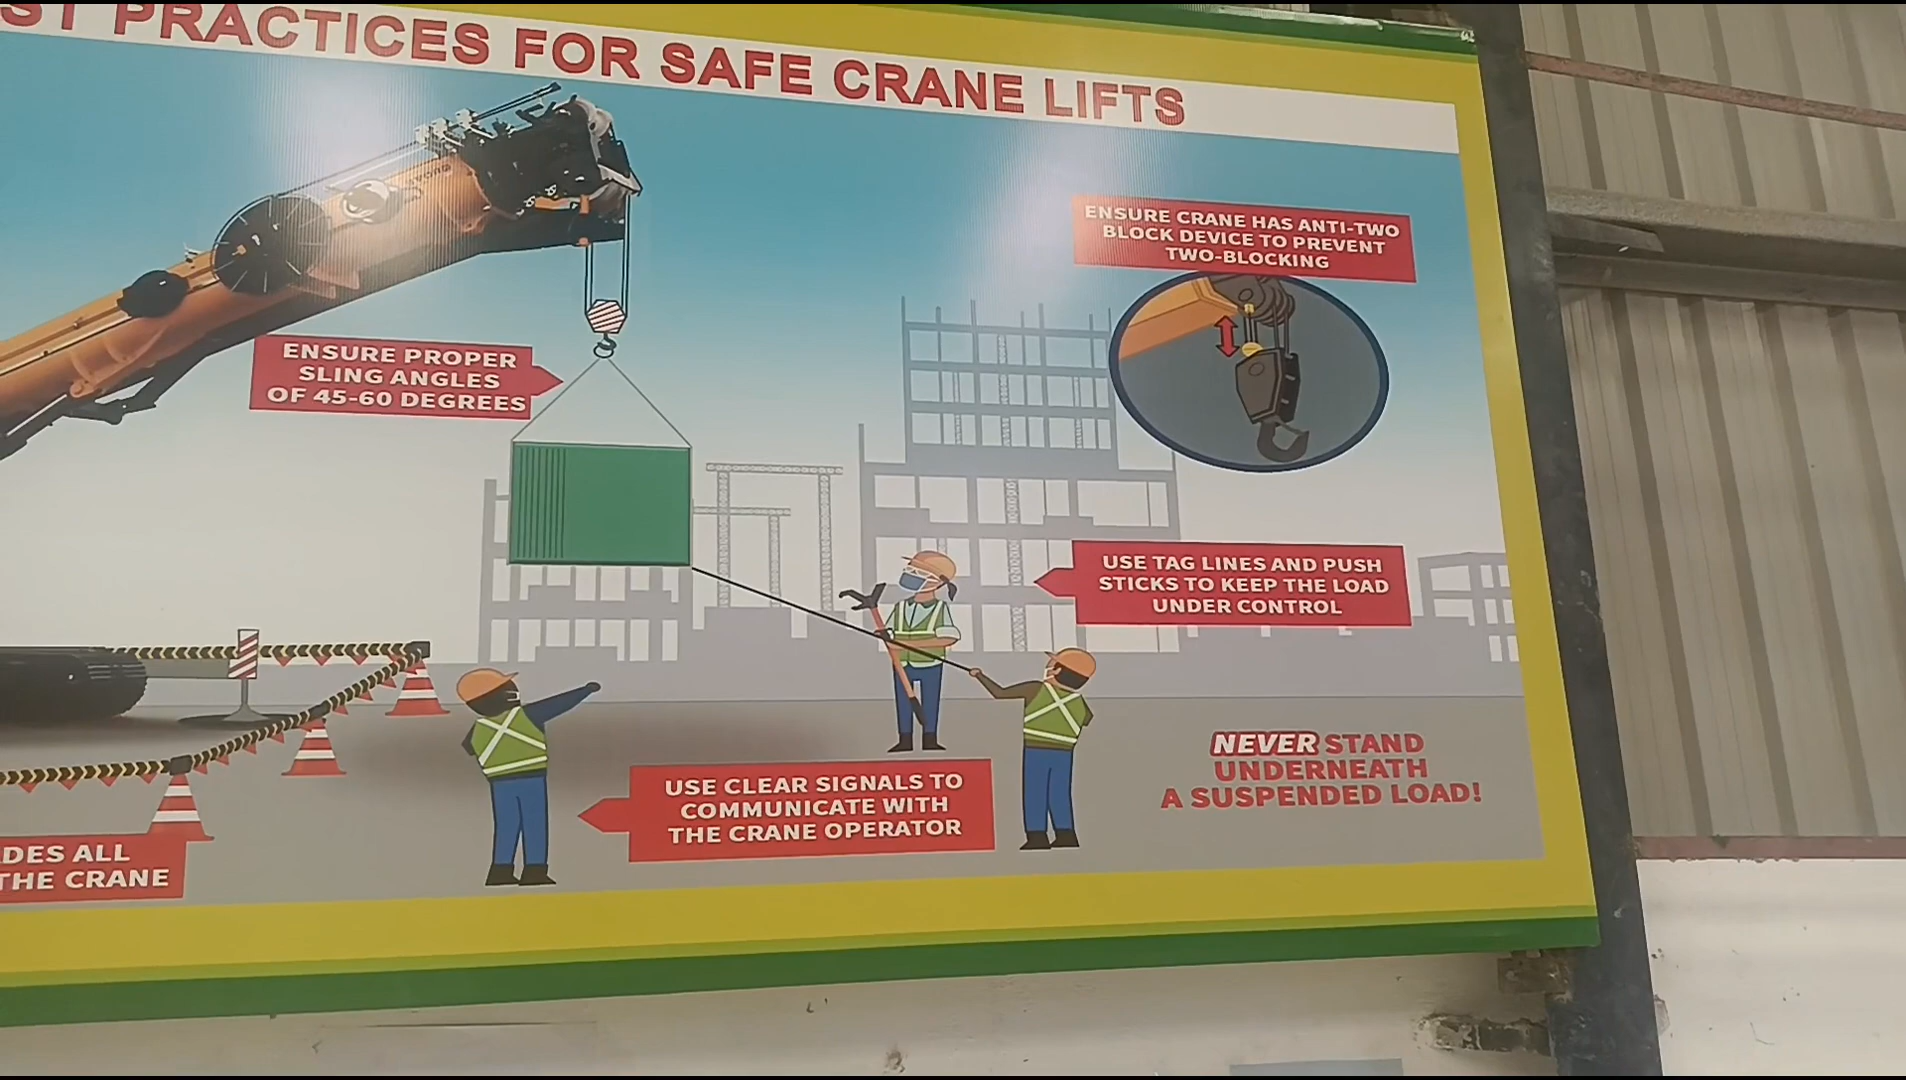 ST PRACTICES FOR SAFE CRANE LIFTS
ENSURE CRANE HAS ANTI-TWO
BLOCK DEVICE TO PREVENT
TWO-BLOCKING
ENSURE PROPER
SLING ANGLES
OF 45-60 DEGREES
USE TAG LINES AND PUSH
STICKS TO KEEP THE LOAD
UNDER CONTROL
USE CLEAR SIGNALS TO
COMMUNICATE WITH
THE CRANE OPERATOR
NEVER STAND
UNDERNEATH
A SUSPENDED LOAD!
DES ALL
THE CRANE